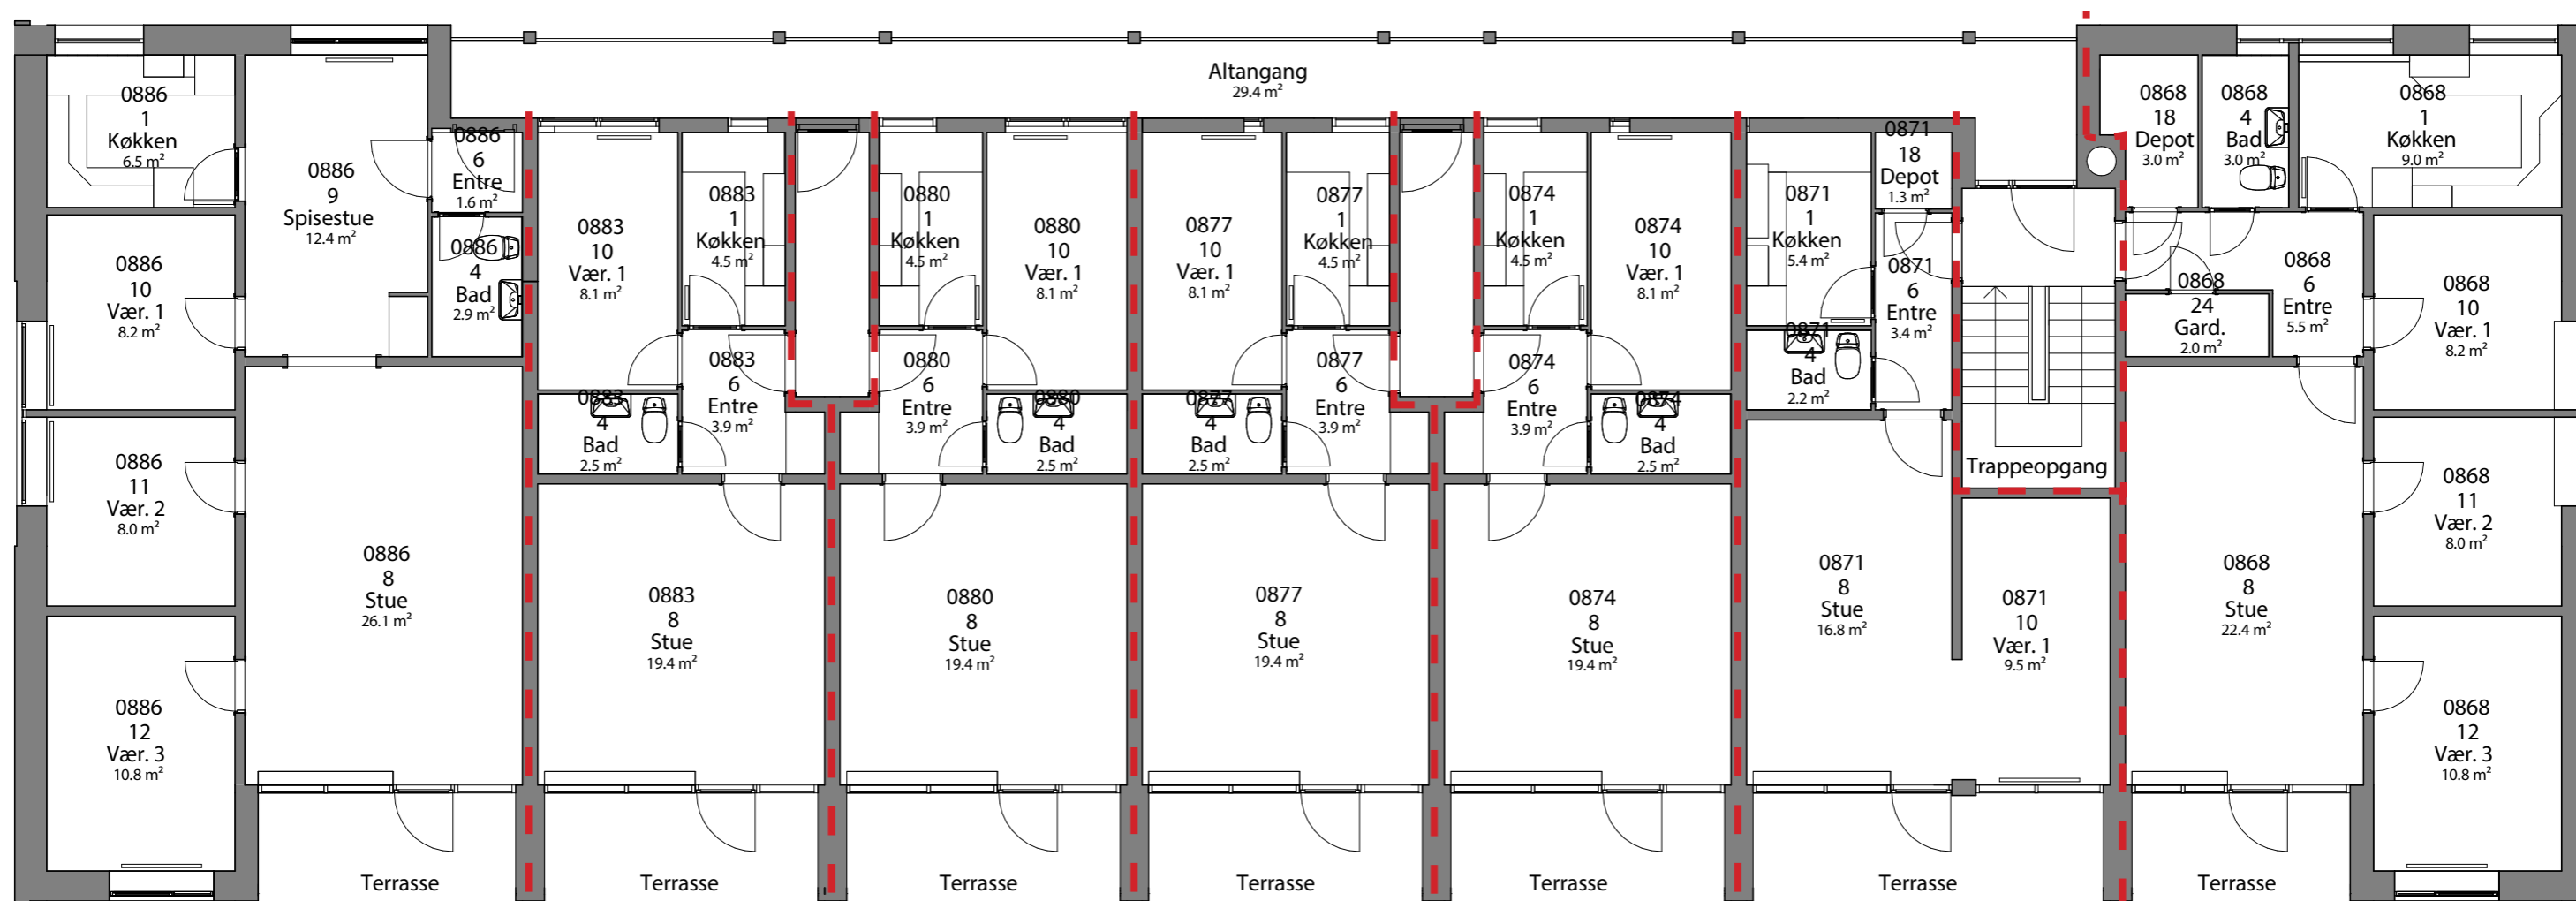 Altangang
29.4 m²
0886
1
Køkken
6.5 m²
0886
9
Spisestue
12.4 m²
0886
6
Entre
1.6 m²
0886
4
Bad
2.9 m²
0886
10
Vær. 1
8.2 m²
0886
11
Vær. 2
8.0 m²
0886
12
Vær. 3
10.8 m²
0886
8
Stue
26.1 m²
0883
10
Vær. 1
8.1 m²
0883
1
Køkken
4.5 m²
0883
6
Entre
3.9 m²
0883
4
Bad
2.5 m²
0883
8
Stue
19.4 m²
0880
1
Køkken
4.5 m²
0880
10
Vær. 1
8.1 m²
0880
6
Entre
3.9 m²
0880
4
Bad
2.5 m²
0880
8
Stue
19.4 m²
0877
10
Vær. 1
8.1 m²
0877
1
Køkken
4.5 m²
0877
6
Entre
3.9 m²
0877
4
Bad
2.5 m²
0877
8
Stue
19.4 m²
0874
1
Køkken
4.5 m²
0874
10
Vær. 1
8.1 m²
0874
6
Entre
3.9 m²
0874
4
Bad
2.5 m²
0874
8
Stue
19.4 m²
0871
1
Køkken
5.4 m²
0871
18
Depot
1.3 m²
0871
6
Entre
3.4 m²
0871
4
Bad
2.2 m²
0871
8
Stue
16.8 m²
0871
10
Vær. 1
9.5 m²
Trappeopgang
0868
18
Depot
3.0 m²
0868
4
Bad
3.0 m²
0868
1
Køkken
9.0 m²
0868
24
Gard.
2.0 m²
0868
6
Entre
5.5 m²
0868
10
Vær. 1
8.2 m²
0868
11
Vær. 2
8.0 m²
0868
8
Stue
22.4 m²
0868
12
Vær. 3
10.8 m²
Terrasse
Terrasse
Terrasse
Terrasse
Terrasse
Terrasse
Terrasse